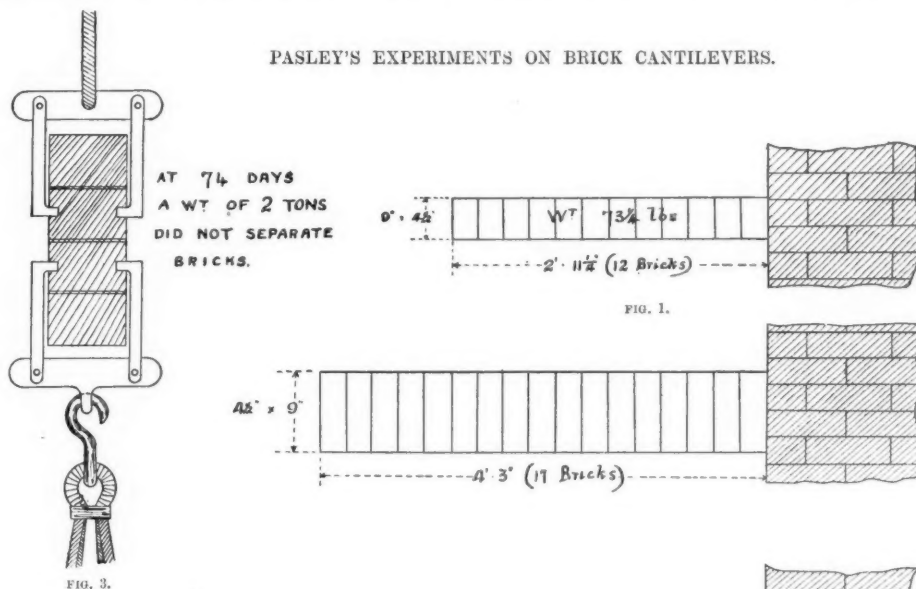 PASLEY'S EXPERIMENTS ON BRICK CANTILEVERS.
AT 74 DAYS
A WT OF 2 TONS
DID NOT SEPARATE
BRICKS.
9" × 4½"
WT 73¼ lbs
2' 11¼" (12 Bricks)
FIG. 1.
4½" × 9"
4' 3" (17 Bricks)
FIG. 3.